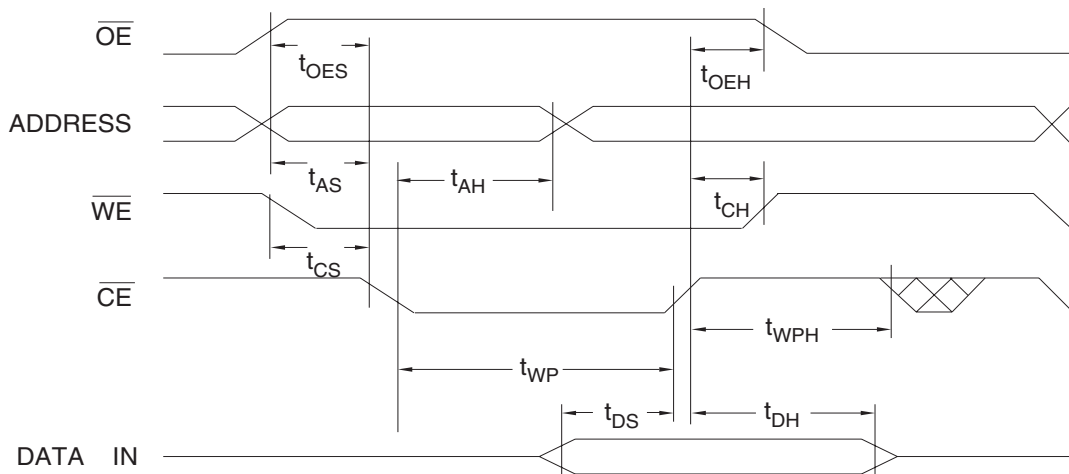 OE
tOES
tOEH
ADDRESS
tAS
tAH
WE
tCH
tCS
CE
tWPH
tWP
tDS
tDH
DATA IN